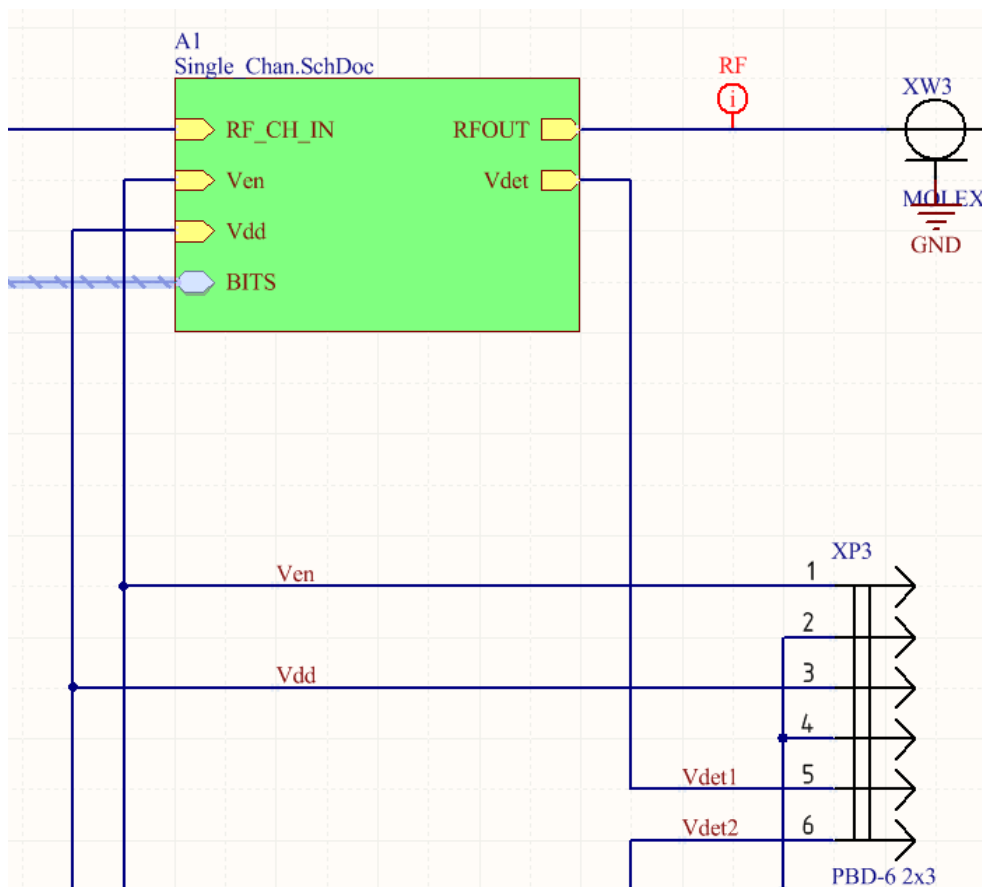 A1
Single_Chan.SchDoc
RF
i
XW3
RF_CH_IN
RFOUT
Ven
Vdet
Vdd
BITS
MOLEX
GND
XP3
Ven
1
2
Vdd
3
4
Vdet1
5
Vdet2
6
PBD-6 2x3